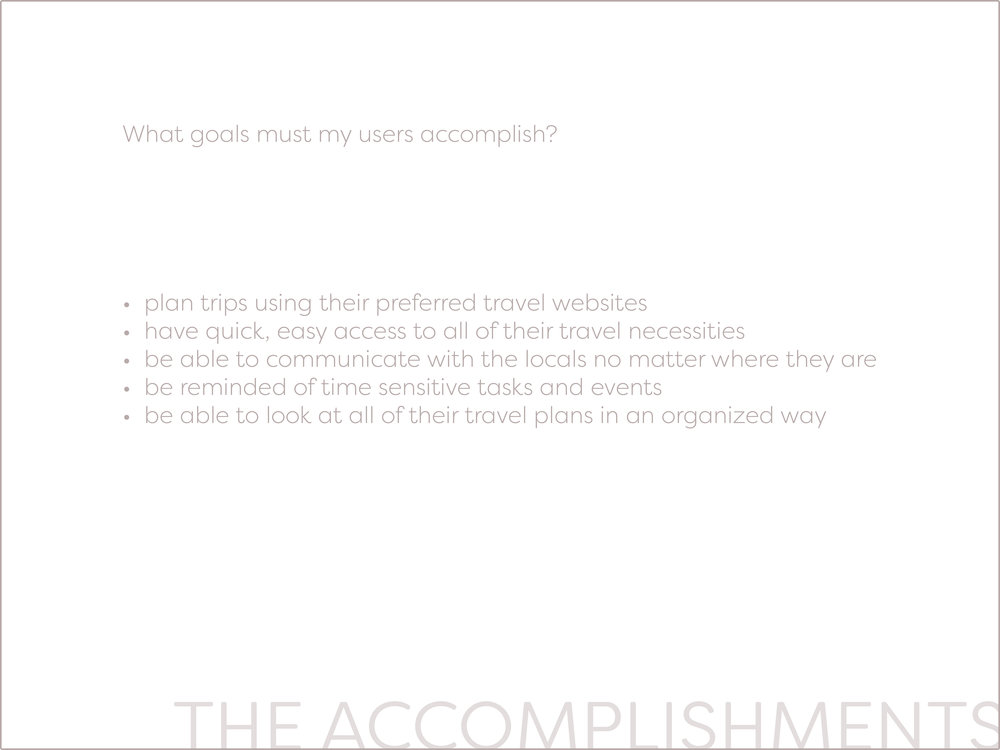 What goals must my users accomplish?
• plan trips using their preferred travel websites
• have quick, easy access to all of their travel necessities
• be able to communicate with the locals no matter where they are
• be reminded of time sensitive tasks and events
• be able to look at all of their travel plans in an organized way
THE ACCOMPLISHMENTS